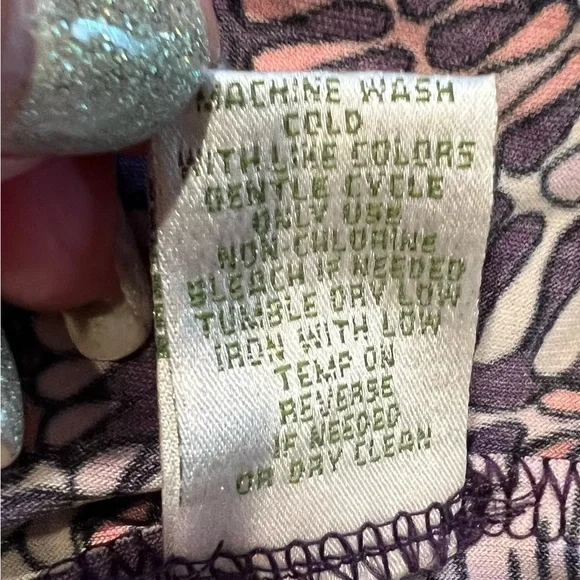 MACHINE WASH
COLD
WITH LIKE COLORS
GENTLE CYCLE
ONLY USE
NON-CHLORINE
BLEACH IF NEEDED
TUMBLE DRY LOW
IRON WITH LOW
TEMP ON
REVERSE
IF NEEDED
OR DRY CLEAN